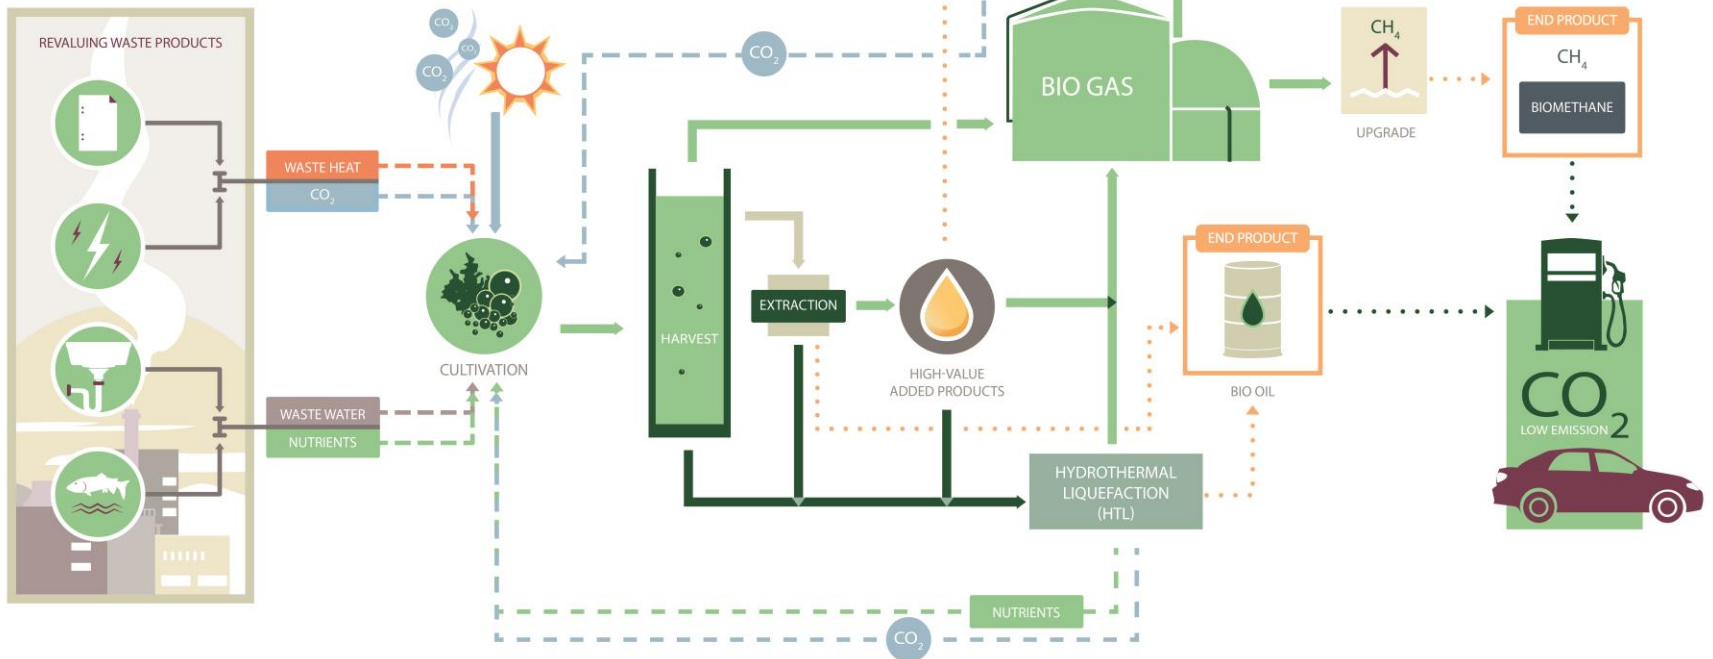 REVALUING WASTE PRODUCTS
WASTE HEAT
CO₂
WASTE WATER
NUTRIENTS
CO₂
CO₂
CO₂
CULTIVATION
CO₂
HARVEST
EXTRACTION
HIGH-VALUE
ADDED PRODUCTS
BIO GAS
CH₄
UPGRADE
END PRODUCT
CH₄
BIOMETHANE
END PRODUCT
BIO OIL
HYDROTHERMAL
LIQUEFACTION
(HTL)
NUTRIENTS
CO₂
CO₂
LOW EMISSION